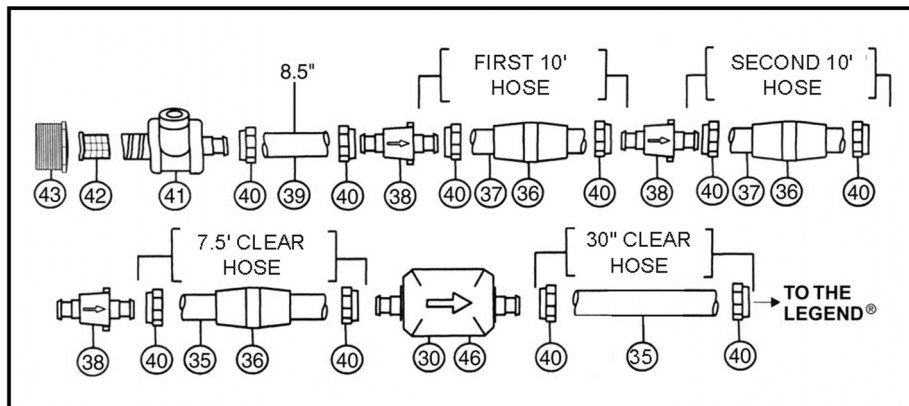 FIRST 10'
HOSE
SECOND 10'
HOSE
8.5"
43 42 41 40 39 40 38 40 37 36 40 38 40 37 36 40
7.5' CLEAR
HOSE
30" CLEAR
HOSE
TO THE
LEGEND®
38 40 35 36 40 30 46 40 35 40